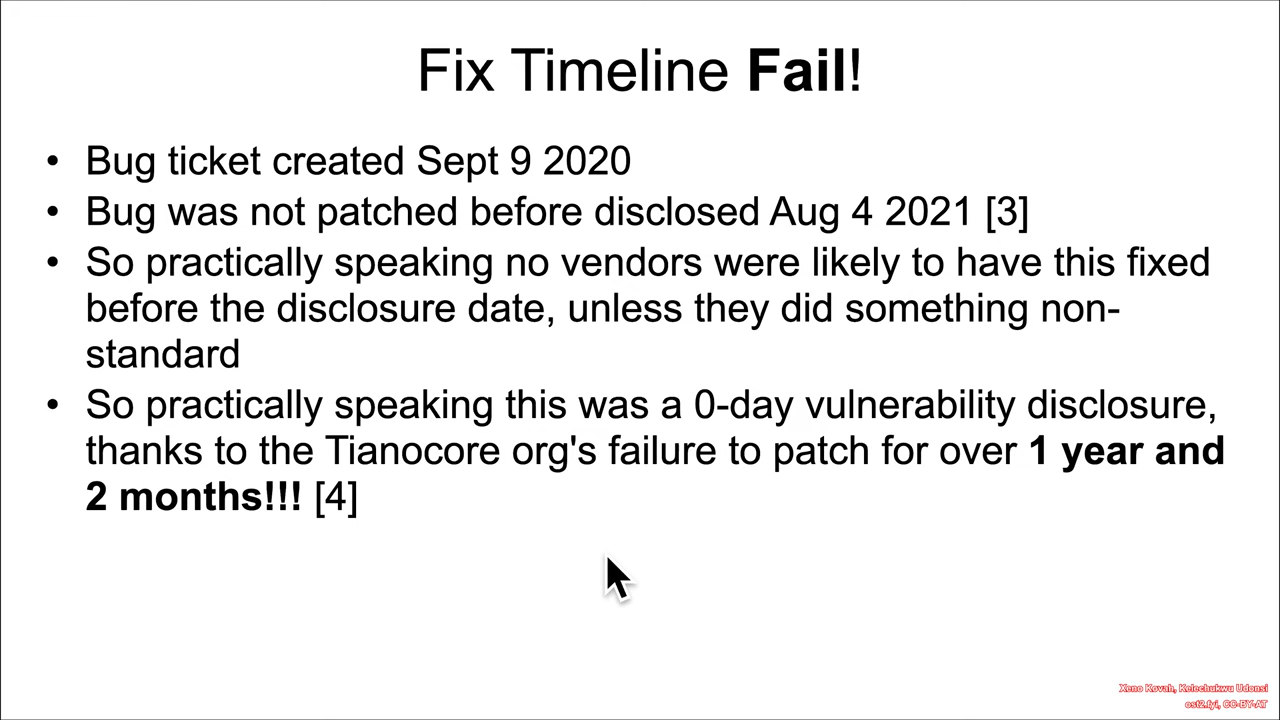 Fix Timeline Fail!
• Bug ticket created Sept 9 2020
• Bug was not patched before disclosed Aug 4 2021 [3]
• So practically speaking no vendors were likely to have this fixed
before the disclosure date, unless they did something non-
standard
• So practically speaking this was a 0-day vulnerability disclosure,
thanks to the Tianocore org's failure to patch for over 1 year and
2 months!!! [4]
Xeno Kovah, Kelechukwu Udonsi
ost2.fyi, CC-BY-AT